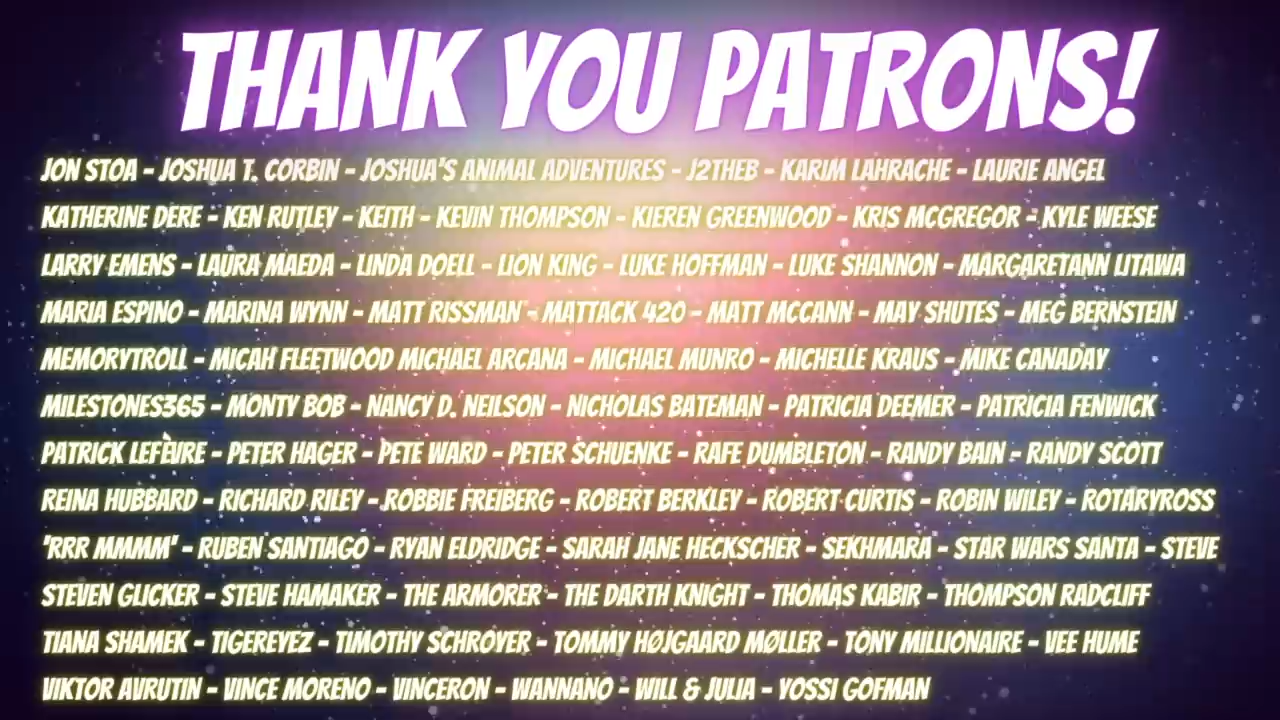 THANK YOU PATRONS!
JON STOA - JOSHUA T. CORBIN - JOSHUA'S ANIMAL ADVENTURES - J2THEB - KARIM LAHRACHE - LAURIE ANGEL
KATHERINE DERE - KEN RUTLEY - KEITH - KEVIN THOMPSON - KIEREN GREENWOOD - KRIS MCGREGOR - KYLE WEESE
LARRY EMENS - LAURA MAEDA - LINDA DOELL - LION KING - LUKE HOFFMAN - LUKE SHANNON - MARGARETANN LITAWA
MARIA ESPINO - MARINA WYNN - MATT RISSMAN - MATTACK 420 - MATT MCCANN - MAY SHUTES - MEG BERNSTEIN
MEMORYTROLL - MICAH FLEETWOOD MICHAEL ARCANA - MICHAEL MUNRO - MICHELLE KRAUS - MIKE CANADAY
MILESTONES365 - MONTY BOB - NANCY D. NEILSON - NICHOLAS BATEMAN - PATRICIA DEEMER - PATRICIA FENWICK
PATRICK LEFÈVRE - PETER HAGER - PETE WARD - PETER SCHUENKE - RAFE DUMBLETON - RANDY BAIN - RANDY SCOTT
REINA HUBBARD - RICHARD RILEY - ROBBIE FREIBERG - ROBERT BERKLEY - ROBERT CURTIS - ROBIN WILEY - ROTARYROSS
'RRR MMMM' - RUBEN SANTIAGO - RYAN ELDRIDGE - SARAH JANE HECKSCHER - SEKHMARA - STAR WARS SANTA - STEVE
STEVEN GLICKER - STEVE HAMAKER - THE ARMORER - THE DARTH KNIGHT - THOMAS KABIR - THOMPSON RADCLIFF
TIANA SHAMEK - TIGEREYEZ - TIMOTHY SCHROYER - TOMMY HØJGAARD MØLLER - TONY MILLIONAIRE - VEE HUME
VIKTOR AVRUTIN - VINCE MORENO - VINCERON - WANNANO - WILL & JULIA - YOSSI GOFMAN